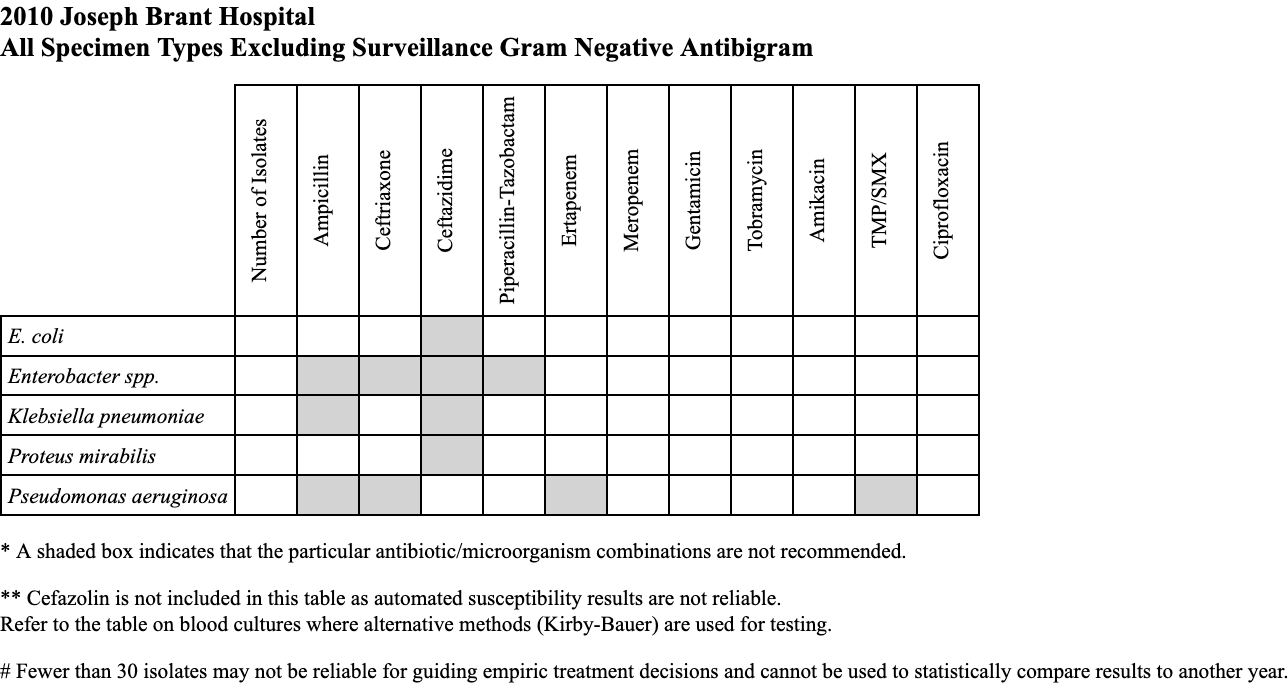 2010 Joseph Brant Hospital
All Specimen Types Excluding Surveillance Gram Negative Antibigram
Number of Isolates
Ampicillin
Ceftriaxone
Ceftazidime
Piperacillin-Tazobactam
Ertapenem
Meropenem
Gentamicin
Tobramycin
Amikacin
TMP/SMX
Ciprofloxacin
E. coli
Enterobacter spp.
Klebsiella pneumoniae
Proteus mirabilis
Pseudomonas aeruginosa
* A shaded box indicates that the particular antibiotic/microorganism combinations are not recommended.
** Cefazolin is not included in this table as automated susceptibility results are not reliable.
Refer to the table on blood cultures where alternative methods (Kirby-Bauer) are used for testing.
# Fewer than 30 isolates may not be reliable for guiding empiric treatment decisions and cannot be used to statistically compare results to another year.